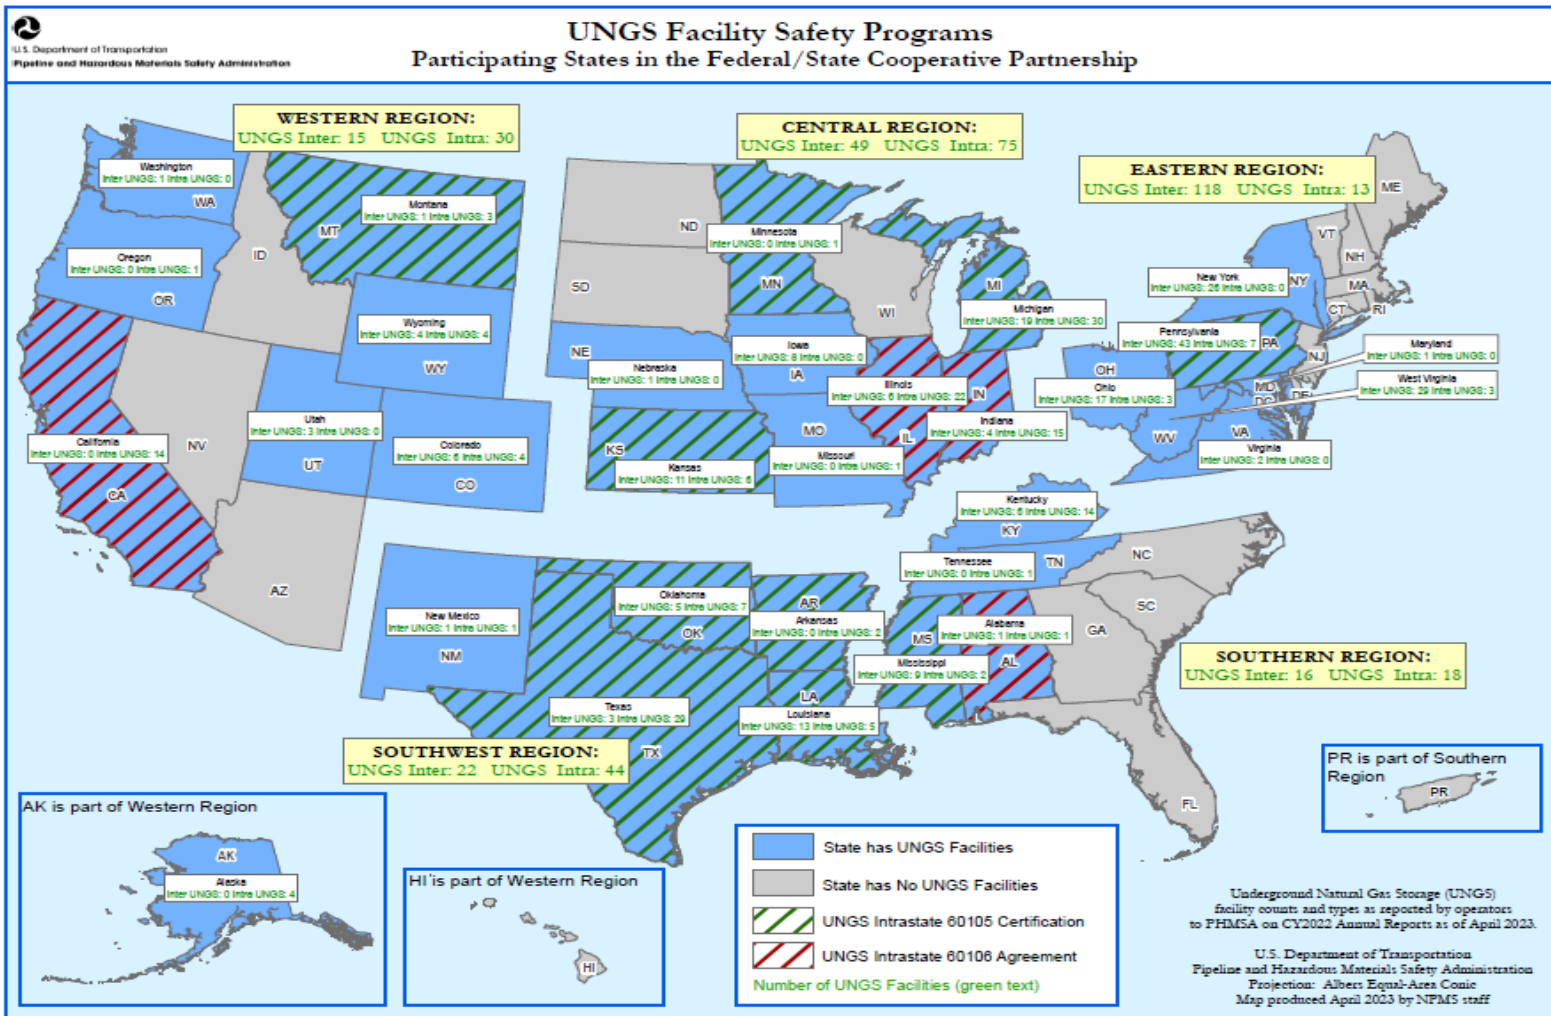 U.S. Department of Transportation
Pipeline and Hazardous Materials Safety Administration
UNGS Facility Safety Programs
Participating States in the Federal/State Cooperative Partnership
WESTERN REGION:
UNGS Inter: 15 UNGS Intra: 30
CENTRAL REGION:
UNGS Inter: 49 UNGS Intra: 75
EASTERN REGION:
UNGS Inter: 118 UNGS Intra: 13
Washington
Inter UNGS: 1 Intra UNGS: 0
WA
Montana
Inter UNGS: 1 Intra UNGS: 3
MT
ID
Oregon
Inter UNGS: 0 Intra UNGS: 1
OR
Wyoming
Inter UNGS: 4 Intra UNGS: 4
WY
NV
Utah
Inter UNGS: 3 Intra UNGS: 0
UT
Colorado
Inter UNGS: 6 Intra UNGS: 4
CO
California
Inter UNGS: 0 Intra UNGS: 14
CA
AZ
ND
SD
Minnesota
Inter UNGS: 0 Intra UNGS: 1
MN
WI
MI
Michigan
Inter UNGS: 19 Intra UNGS: 30
NE
Nebraska
Inter UNGS: 1 Intra UNGS: 0
Iowa
Inter UNGS: 8 Intra UNGS: 0
IA
Illinois
Inter UNGS: 6 Intra UNGS: 22
IL
IN
Indiana
Inter UNGS: 4 Intra UNGS: 15
KS
Kansas
Inter UNGS: 11 Intra UNGS: 6
MO
Missouri
Inter UNGS: 0 Intra UNGS: 1
ME
VT
NH
MA
CT
RI
New York
Inter UNGS: 26 Intra UNGS: 0
NY
Pennsylvania
Inter UNGS: 43 Intra UNGS: 7
PA
NJ
Maryland
Inter UNGS: 1 Intra UNGS: 0
OH
Ohio
Inter UNGS: 17 Intra UNGS: 3
MD
DC
DE
West Virginia
Inter UNGS: 29 Intra UNGS: 3
WV
VA
Virginia
Inter UNGS: 2 Intra UNGS: 0
Kentucky
Inter UNGS: 6 Intra UNGS: 14
KY
Tennessee
Inter UNGS: 0 Intra UNGS: 1
TN
NC
SC
GA
FL
Alabama
Inter UNGS: 1 Intra UNGS: 1
AL
MS
Mississippi
Inter UNGS: 9 Intra UNGS: 2
SOUTHERN REGION:
UNGS Inter: 16 UNGS Intra: 18
New Mexico
Inter UNGS: 1 Intra UNGS: 1
NM
Oklahoma
Inter UNGS: 5 Intra UNGS: 7
OK
AR
Arkansas
Inter UNGS: 0 Intra UNGS: 2
LA
Louisiana
Inter UNGS: 13 Intra UNGS: 5
Texas
Inter UNGS: 3 Intra UNGS: 29
TX
SOUTHWEST REGION:
UNGS Inter: 22 UNGS Intra: 44
AK is part of Western Region
AK
Alaska
Inter UNGS: 0 Intra UNGS: 4
HI is part of Western Region
HI
PR is part of Southern
Region
PR
State has UNGS Facilities
State has No UNGS Facilities
UNGS Intrastate 60105 Certification
UNGS Intrastate 60106 Agreement
Number of UNGS Facilities (green text)
Underground Natural Gas Storage (UNGS)
facility counts and types as reported by operators
to PHMSA on CY2022 Annual Reports as of April 2023.
U.S. Department of Transportation
Pipeline and Hazardous Materials Safety Administration
Projection: Albers Equal-Area Conic
Map produced April 2023 by NPMS staff